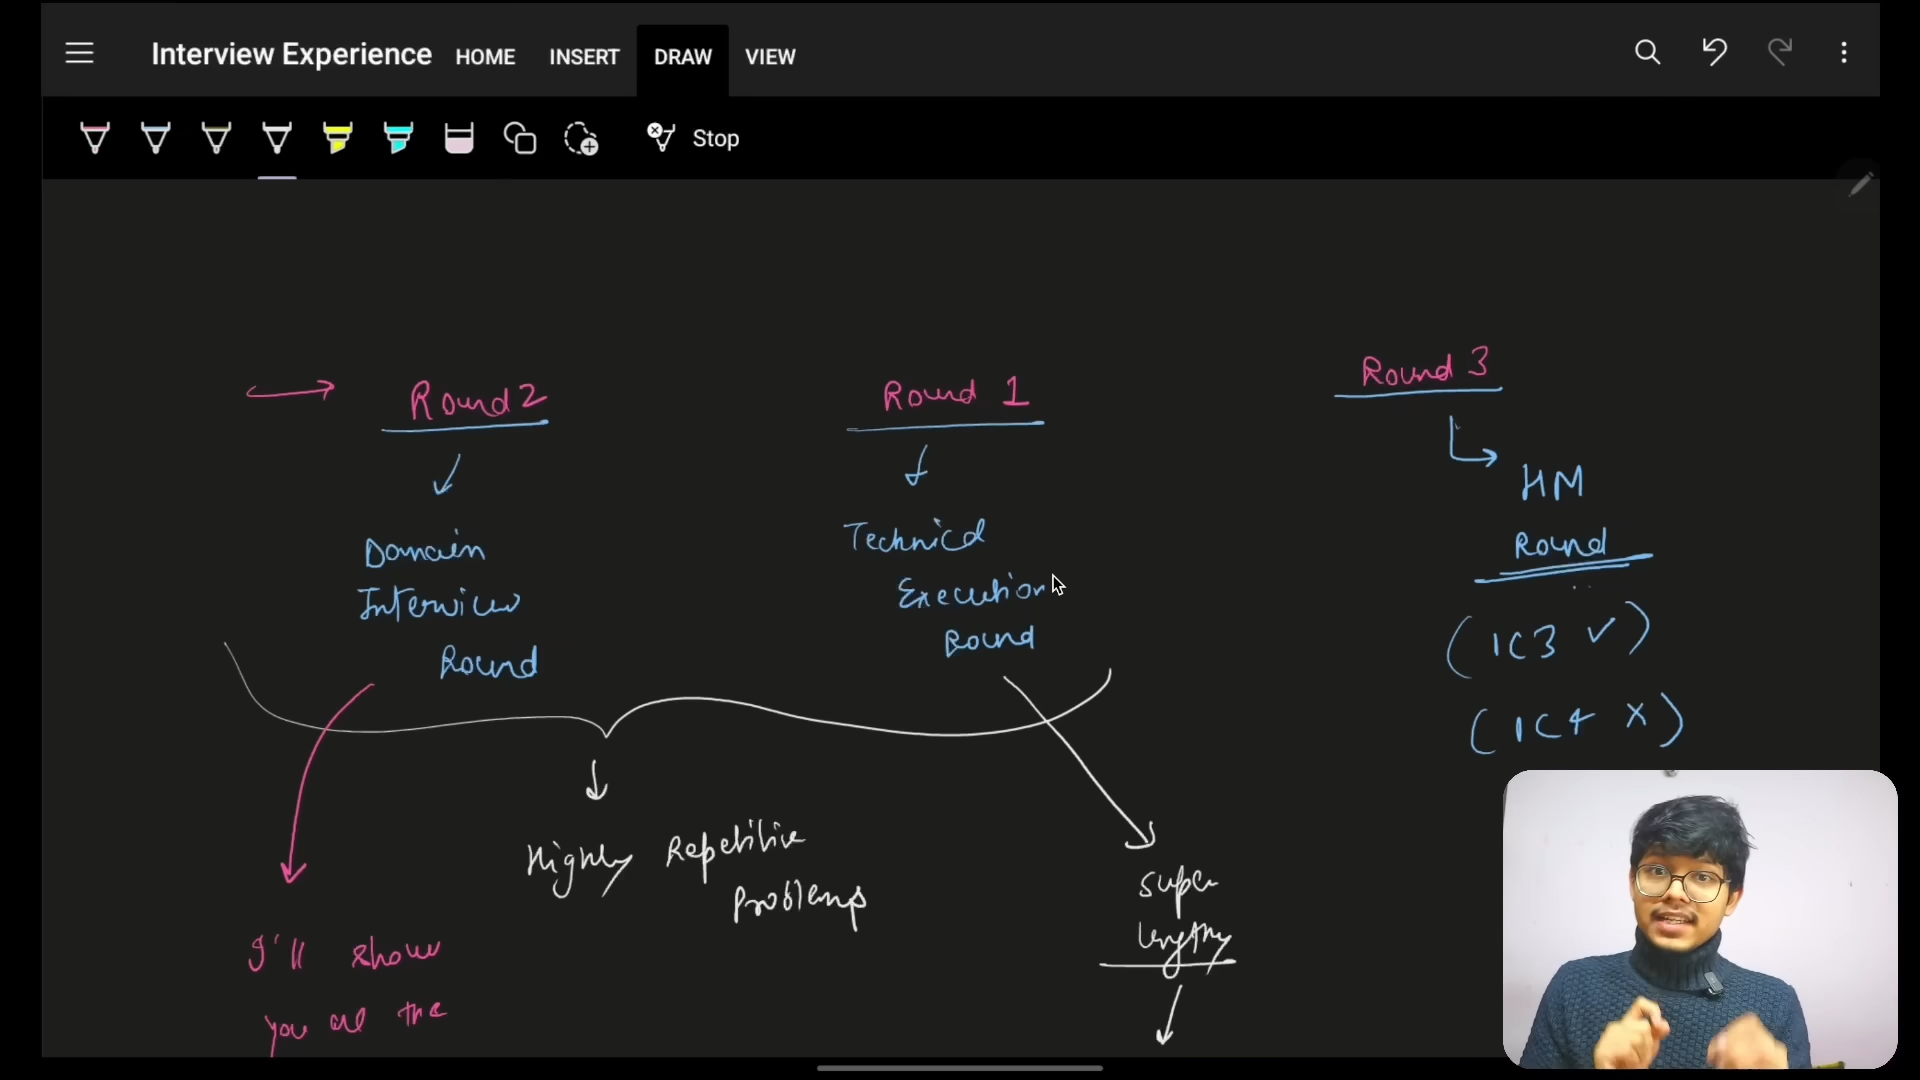 Interview Experience HOME INSERT DRAW VIEW
Stop
Round 2
Domain
Interview
Round
Round 1
Technical
Execution
Round
Round 3
HM
Round
(IC3 ✓)
(IC4 X)
Highly Repetitive
Problems
super
lengthy
I'll show
you all the